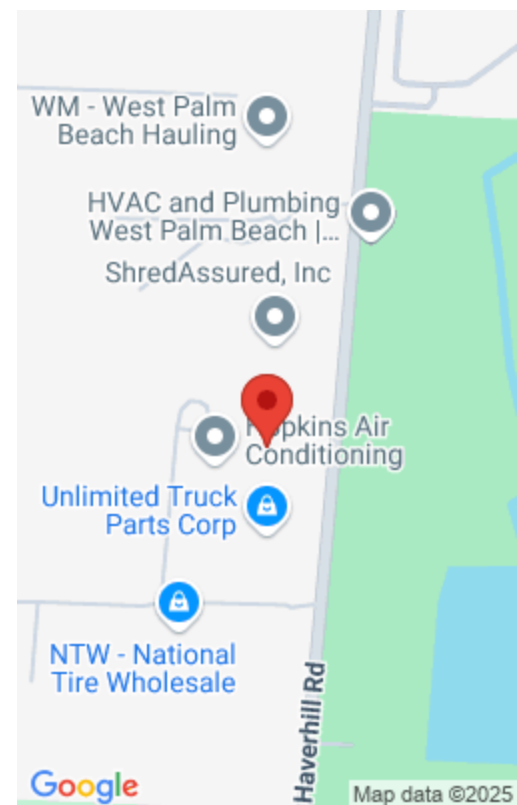 WM - West Palm
Beach Hauling
HVAC and Plumbing
West Palm Beach |...
ShredAssured, Inc
Hopkins Air
Conditioning
Unlimited Truck
Parts Corp
NTW - National
Tire Wholesale
Haverhill Rd
Google
Map data ©2025